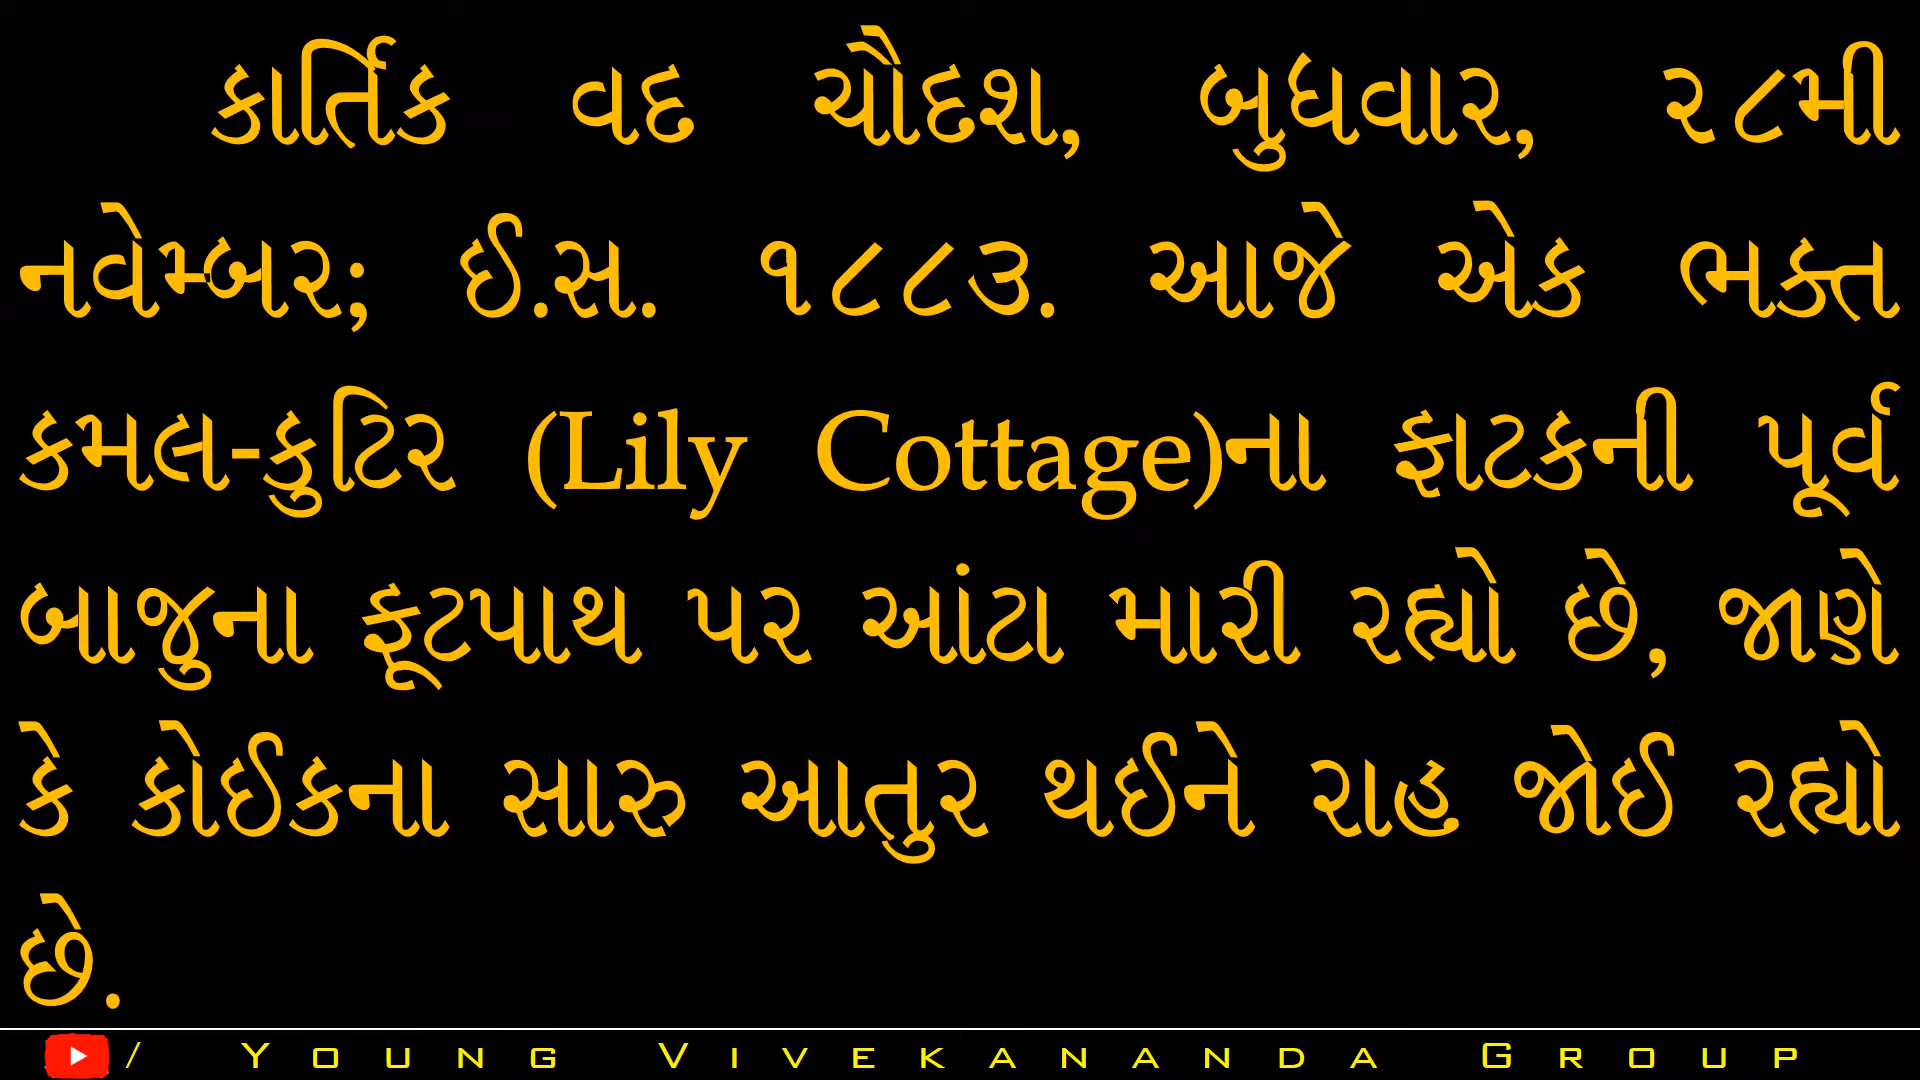 કાર્તિક વદ ચૌદશ, બુધવાર, ૨૮મી
નવેમ્બર; ઈ.સ. ૧૮૮૩. આજે એક ભક્ત
કમલ-કુટિર (Lily Cottage)ના ફાટકની પૂર્વ
બાજુના ફૂટપાથ પર આંટા મારી રહ્યો છે, જાણે
કે કોઈકના સારુ આતુર થઈને રાહ જોઈ રહ્યો
છે.
/ YOUNG VIVEKANANDA GROUP